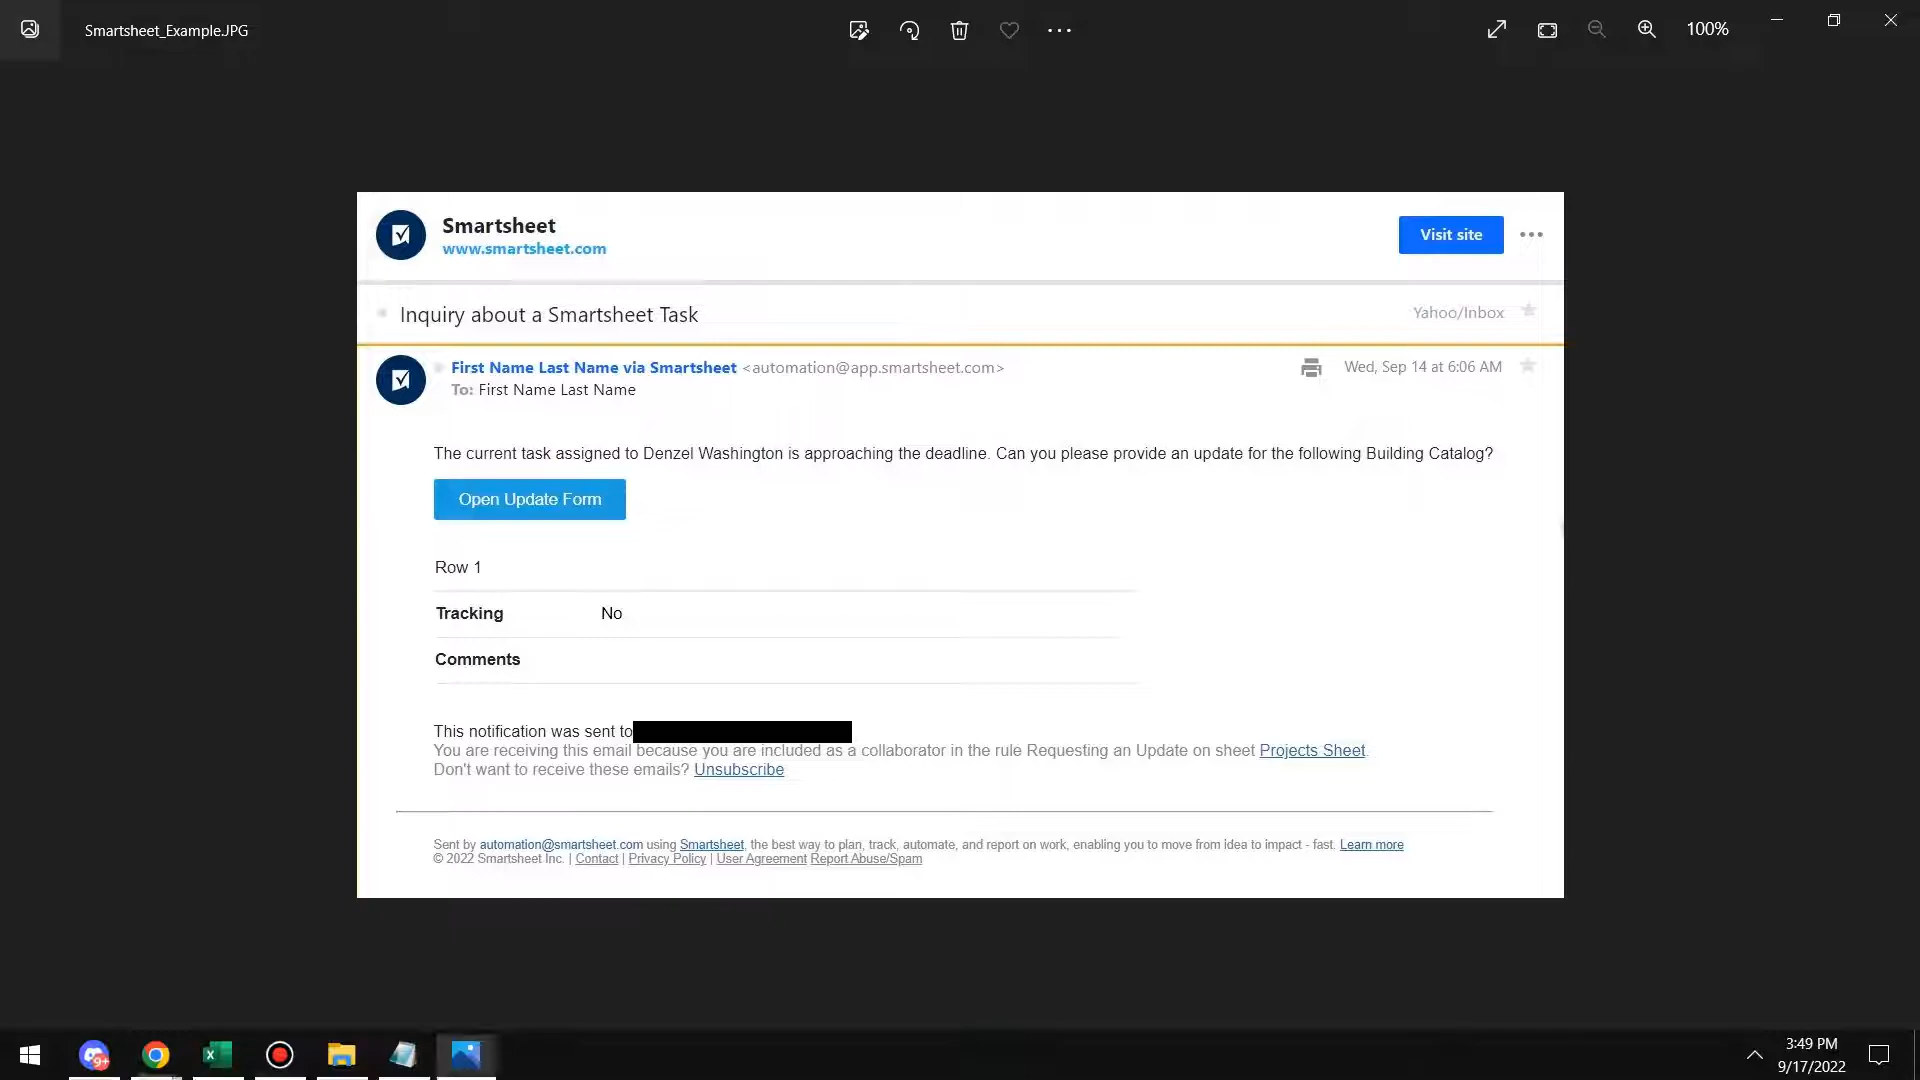 Smartsheet_Example.JPG
100%
Smartsheet
www.smartsheet.com
Visit site
Inquiry about a Smartsheet Task
Yahoo/Inbox
First Name Last Name via Smartsheet <automation@app.smartsheet.com>
Wed, Sep 14 at 6:06 AM
To: First Name Last Name
The current task assigned to Denzel Washington is approaching the deadline. Can you please provide an update for the following Building Catalog?
Open Update Form
Row 1
Tracking No
Comments
This notification was sent to
You are receiving this email because you are included as a collaborator in the rule Requesting an Update on sheet Projects Sheet.
Don't want to receive these emails? Unsubscribe
Sent by automation@smartsheet.com using Smartsheet, the best way to plan, track, automate, and report on work, enabling you to move from idea to impact - fast. Learn more
© 2022 Smartsheet Inc. | Contact | Privacy Policy | User Agreement Report Abuse/Spam
9+
3:49 PM
9/17/2022